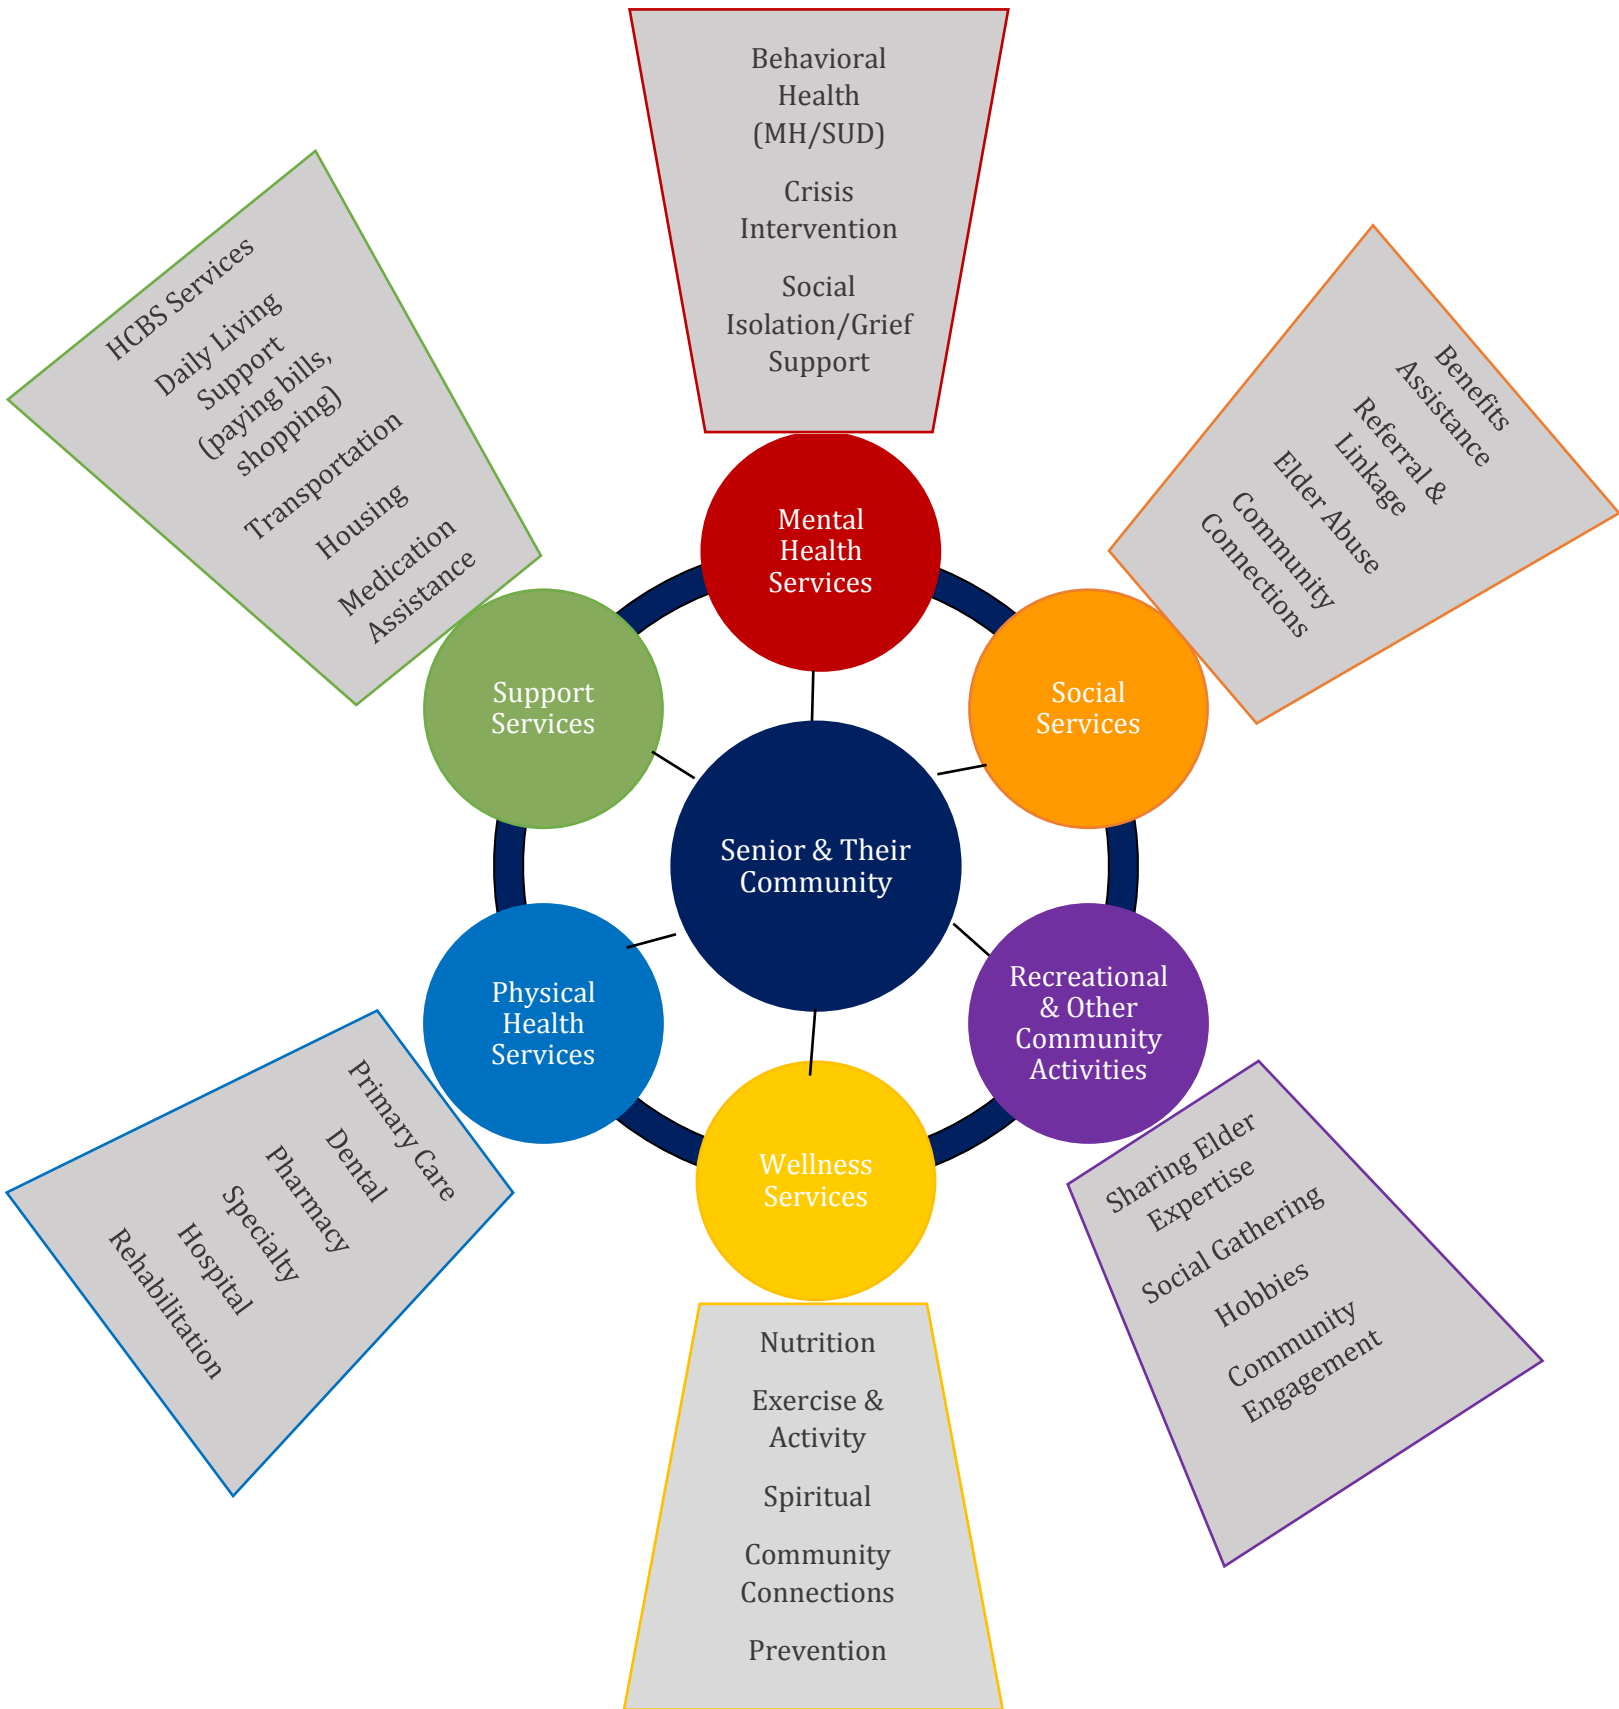 Behavioral
Health
(MH/SUD)
Crisis
Intervention
Social
Isolation/Grief
Support
HCBS Services
Daily Living
Support
(paying bills,
shopping)
Transportation
Housing
Medication
Assistance
Benefits
Assistance
Referral &
Linkage
Elder Abuse
Community
Connections
Mental
Health
Services
Support
Services
Social
Services
Senior & Their
Community
Physical
Health
Services
Recreational
& Other
Community
Activities
Wellness
Services
Primary Care
Dental
Pharmacy
Specialty
Hospital
Rehabilitation
Sharing Elder
Expertise
Social Gathering
Hobbies
Community
Engagement
Nutrition
Exercise &
Activity
Spiritual
Community
Connections
Prevention